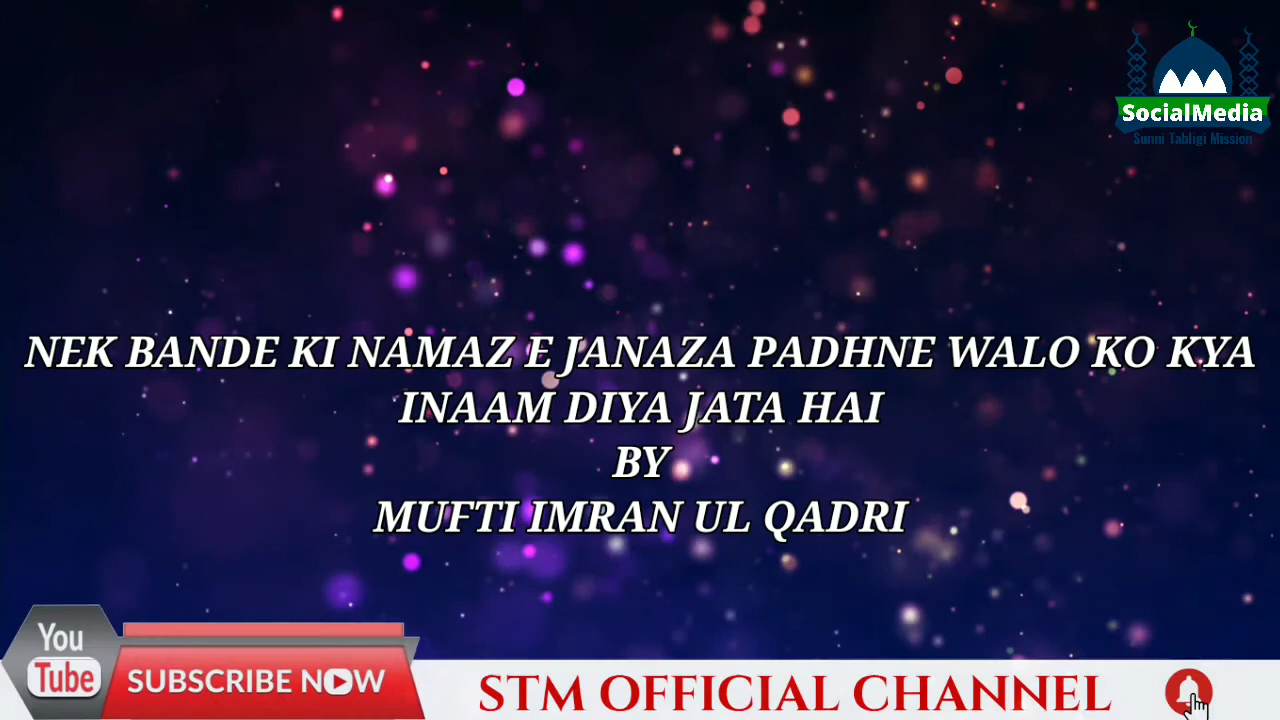 SocialMedia
Sunni Tabligi Mission
NEK BANDE KI NAMAZ E JANAZA PADHNE WALO KO KYA
INAAM DIYA JATA HAI
BY
MUFTI IMRAN UL QADRI
You
Tube
SUBSCRIBE NOW
STM OFFICIAL CHANNEL